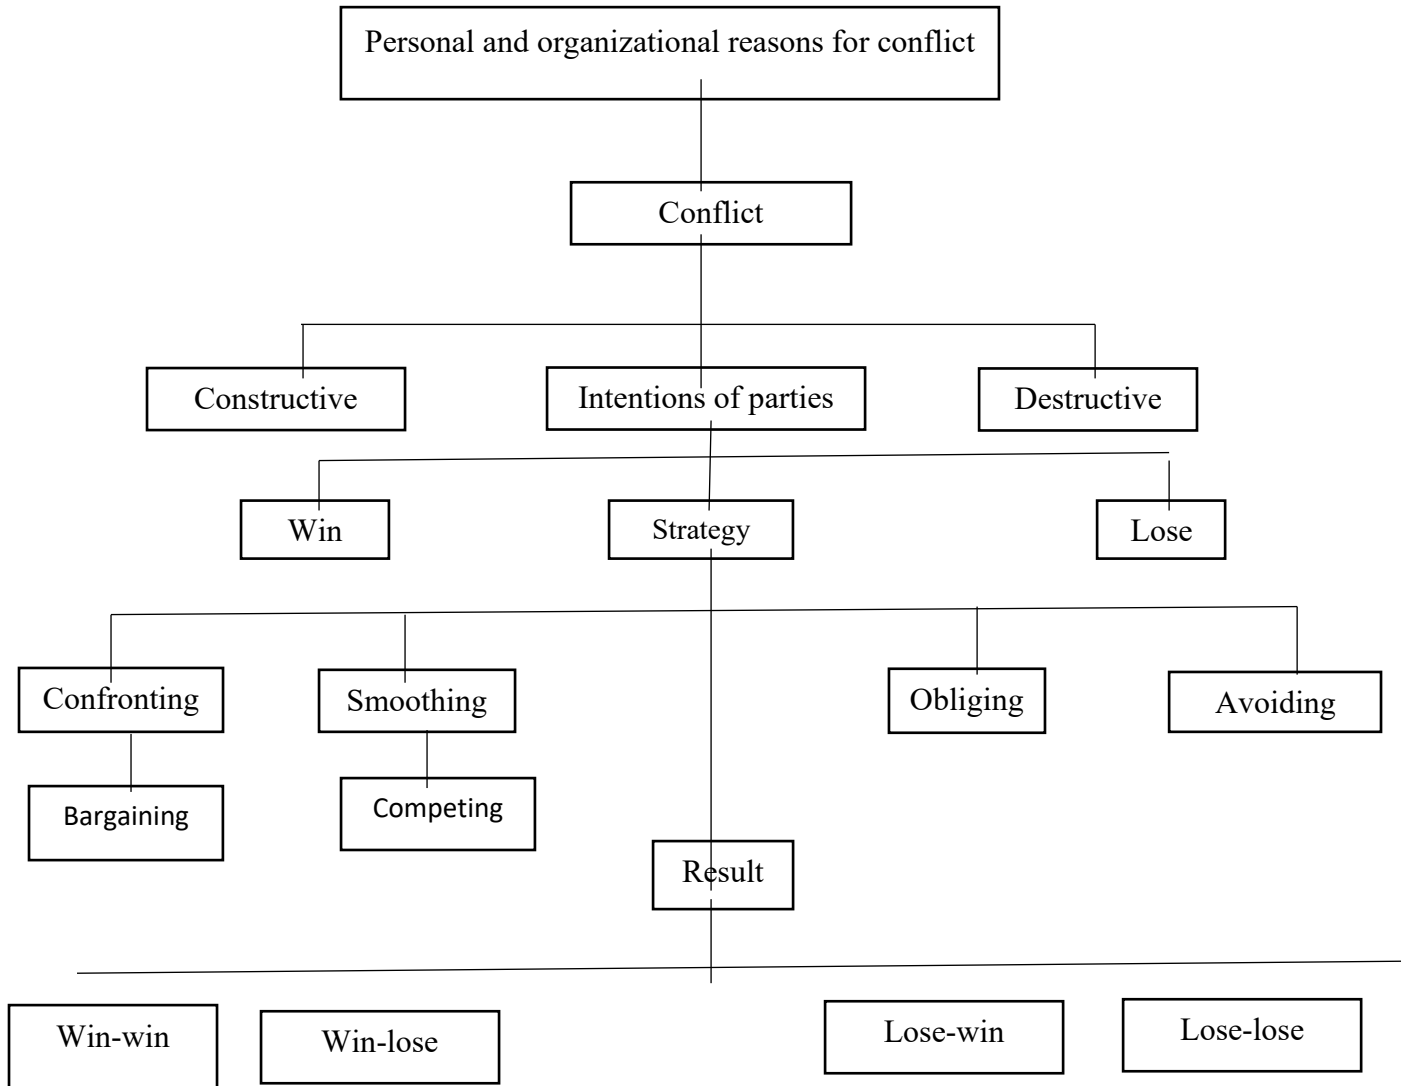 Personal and organizational reasons for conflict
Conflict
Constructive
Intentions of parties
Destructive
Win
Strategy
Lose
Confronting
Smoothing
Obliging
Avoiding
Bargaining
Competing
Result
Win-win
Win-lose
Lose-win
Lose-lose